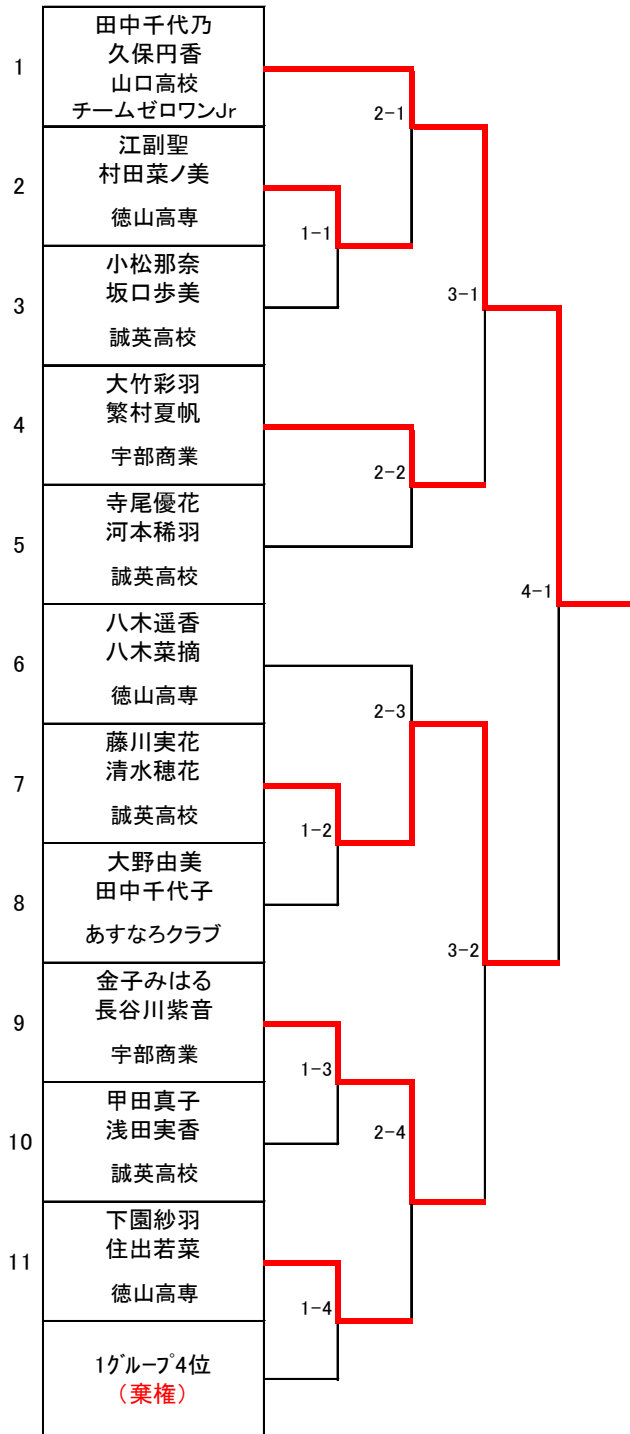 1
田中千代乃
久保円香
山口高校
チームゼロワンJr
2-1
2
江副聖
村田菜ノ美
徳山高専
1-1
3
小松那奈
坂口歩美
誠英高校
3-1
4
大竹彩羽
繁村夏帆
宇部商業
2-2
5
寺尾優花
河本稀羽
誠英高校
4-1
6
八木遥香
八木菜摘
徳山高専
2-3
7
藤川実花
清水穂花
誠英高校
1-2
8
大野由美
田中千代子
あすなろクラブ
3-2
9
金子みはる
長谷川紫音
宇部商業
1-3
10
甲田真子
浅田実香
誠英高校
2-4
11
下園紗羽
住出若菜
徳山高専
1-4
1グループ4位
（棄権）